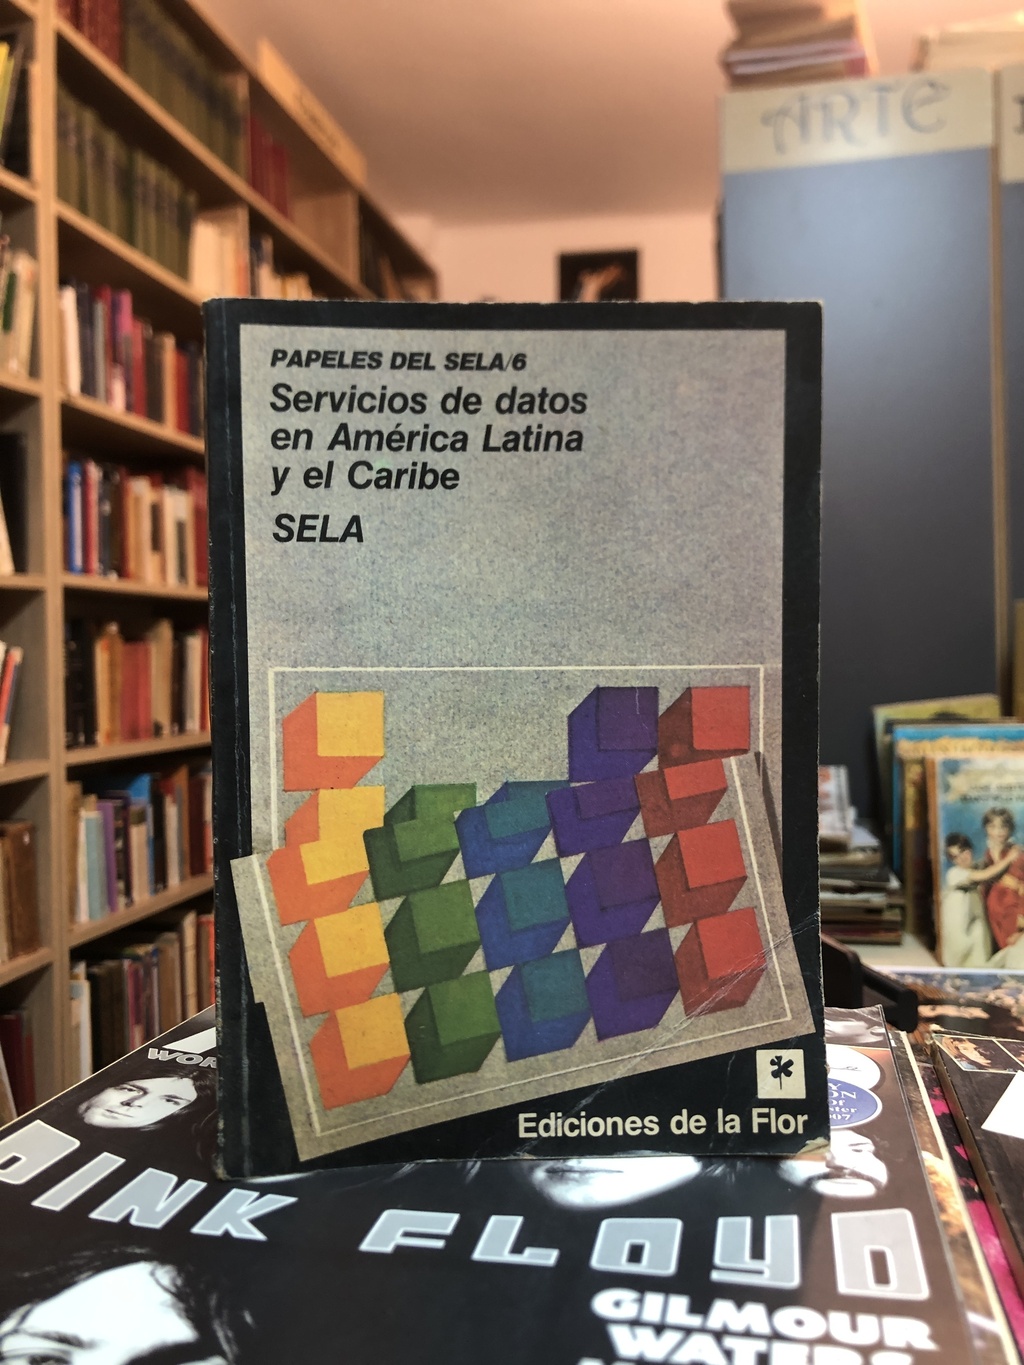 ARTE
PAPELES DEL SELA/6
Servicios de datos
en América Latina
y el Caribe
SELA
Ediciones de la Flor
PINK FLOYD
GILMOUR
WATERS